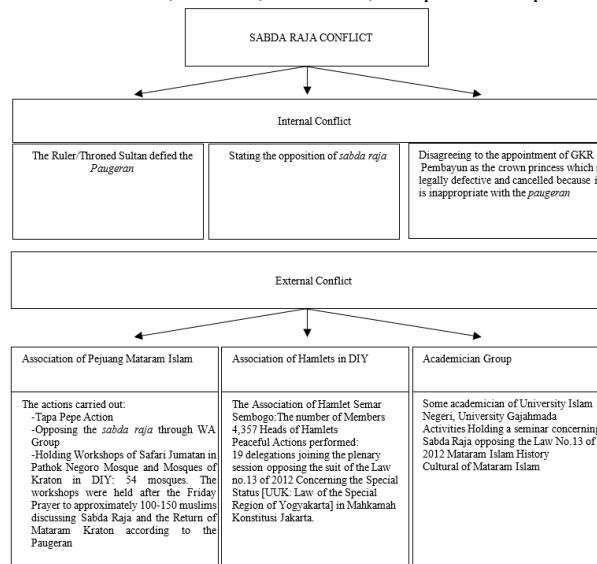 SABDA RAJA CONFLICT
Internal Conflict
The Ruler/Throned Sultan defied the
Paugeran
Stating the opposition of sabda raja
Disagreeing to the appointment of GKR
Pembayun as the crown princess which
legally defective and cancelled because
is inappropriate with the paugeran
External Conflict
Association of Pejuang Mataram Islam
The actions carried out:
-Tapa Pepe Action
-Opposing the sabda raja through WA
Group
-Holding Workshops of Safari Jumatan in
Pathok Negoro Mosque and Mosques of
Kraton in DIY: 54 mosques. The
workshops were held after the Friday
Prayer to approximately 100-150 muslims
discussing Sabda Raja and the Return of
Mataram Kraton according to the
Paugeran
Association of Hamlets in DIY
The Association of Hamlet Semar
Sembogo:The number of Members
4,357 Heads of Hamlets
Peaceful Actions performed:
19 delegations joining the plenary
session opposing the suit of the Law
no.13 of 2012 Concerning the Special
Status [UUK: Law of the Special
Region of Yogyakarta] in Mahkamah
Konstitusi Jakarta.
Academician Group
Some academician of University Islam
Negeri, University Gajahmada
Activities Holding a seminar concerning
Sabda Raja opposing the Law No.13 of
2012 Mataram Islam History
Cultural of Mataram Islam